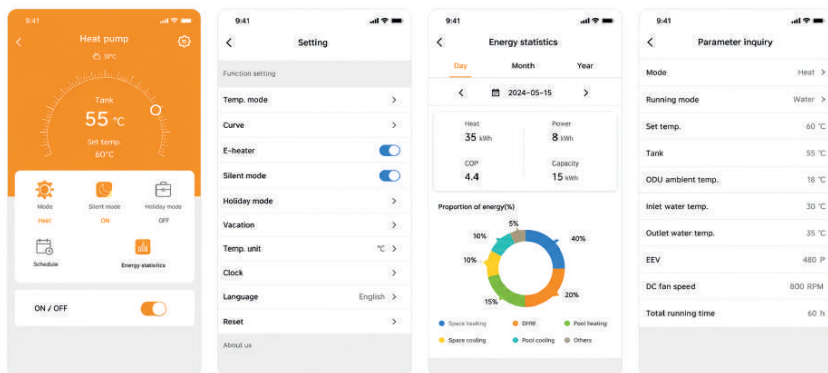 9:41
Heat pump
18°C
Tank
55 °C
Set temp.
60°C
Mode
Silent mode
Holiday mode
Heat
ON
OFF
Schedule
Energy statistics
ON / OFF
9:41
Setting
Function setting
Temp. mode
Curve
E-heater
Silent mode
Holiday mode
Vacation
Temp. unit °C
Clock
Language English
Reset
About us
9:41
Energy statistics
Day Month Year
2024-05-15
Heat Power
35 kWh 8 kWh
COP Capacity
4.4 15 kWh
Proportion of energy(%)
5%
10% 40%
10%
15% 20%
Space heating DHW Pool heating
Space cooling Pool cooling Others
9:41
Parameter inquiry
Mode Heat
Running mode Water
Set temp. 60 °C
Tank 55 °C
ODU ambient temp. 18 °C
Inlet water temp. 30 °C
Outlet water temp. 35 °C
EEV 480 P
DC fan speed 800 RPM
Total running time 60 h